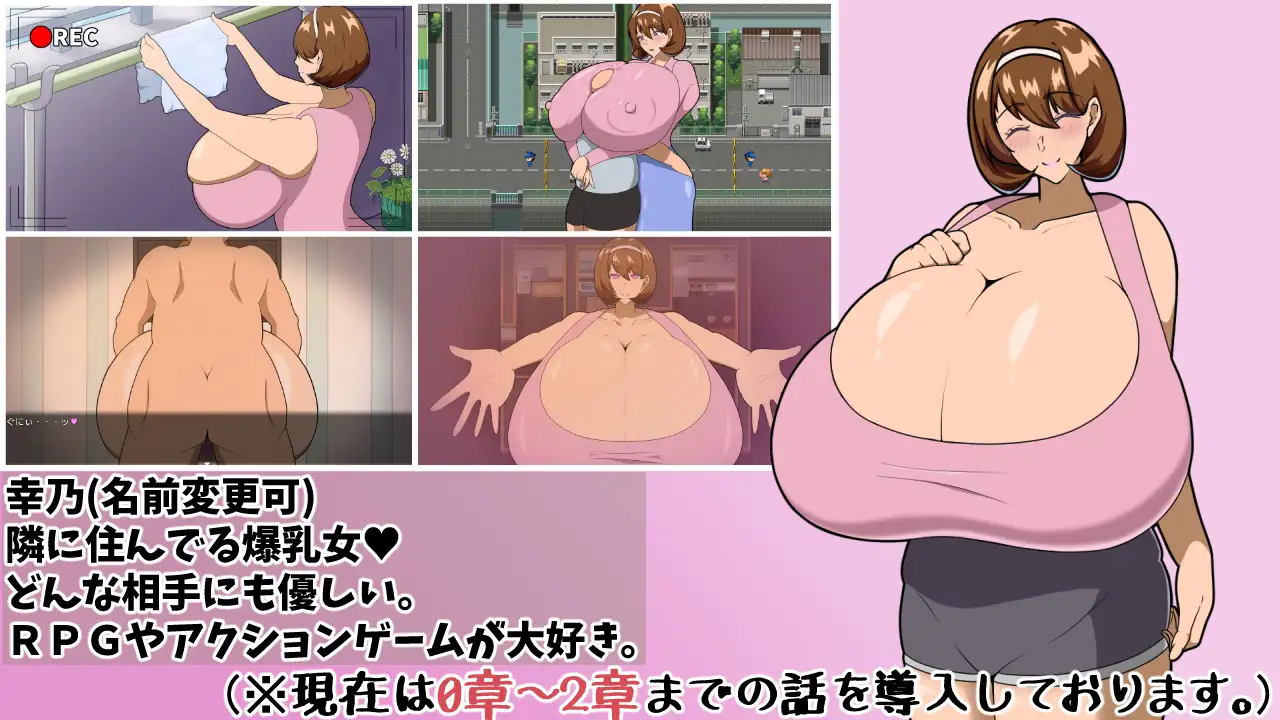 REC
ぐにぃ・・・ッ♥
幸乃(名前変更可)
隣に住んでる爆乳女♥
どんな相手にも優しい。
ＲＰＧやアクションゲームが大好き。
(※現在は0章～2章までの話を導入しております。)